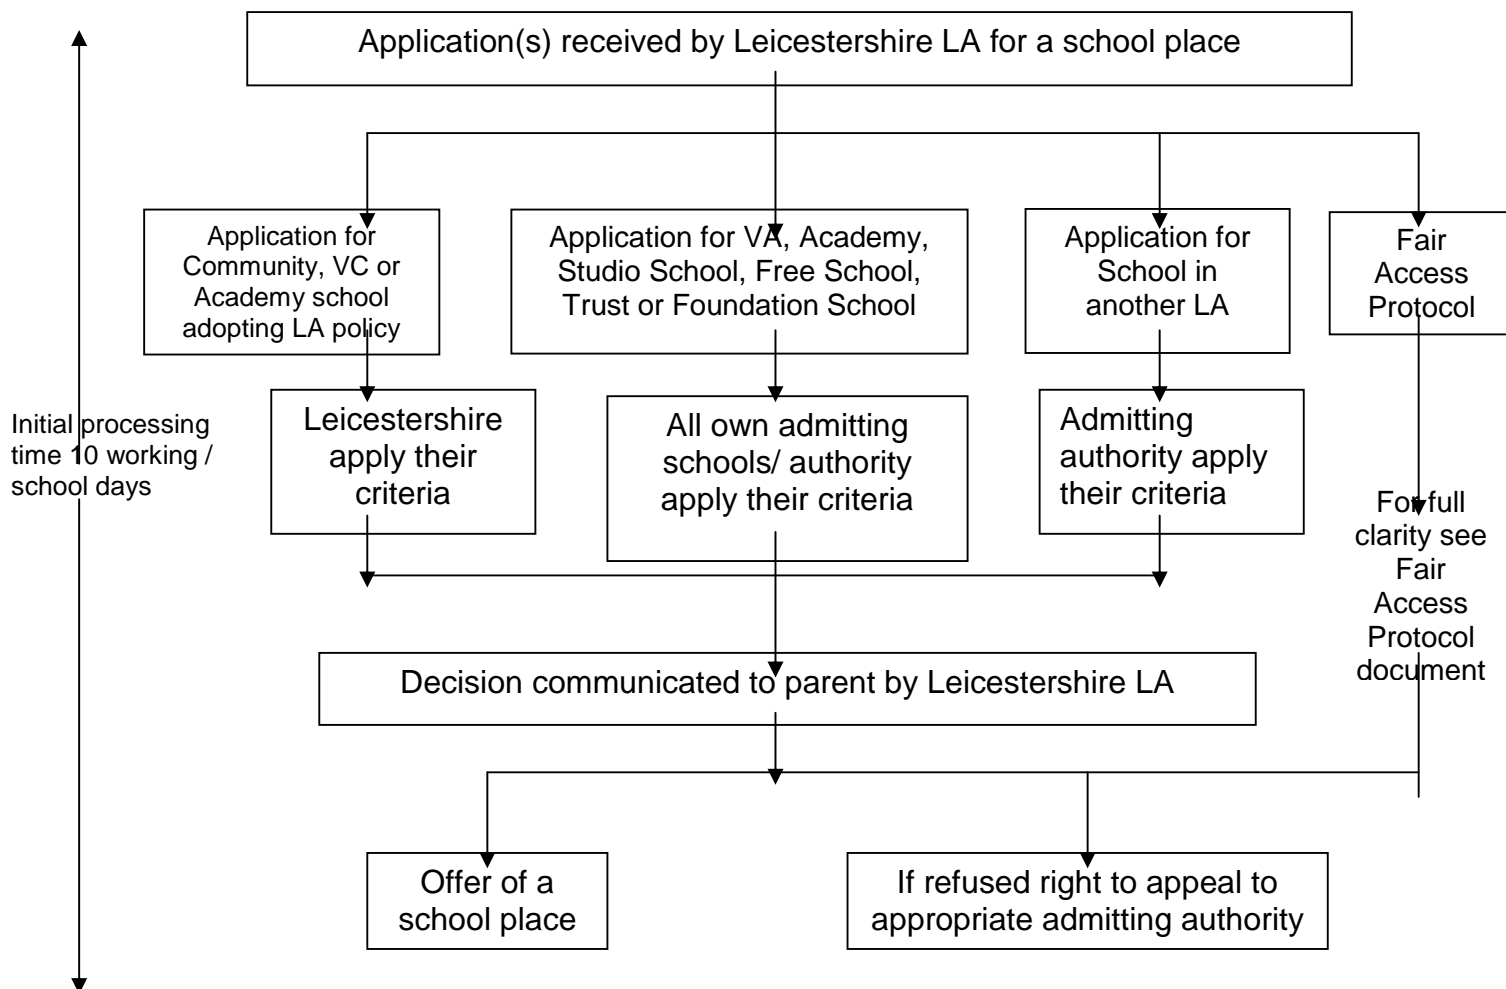 Application(s) received by Leicestershire LA for a school place
Application for
Community, VC or
Academy school
adopting LA policy
Application for VA, Academy,
Studio School, Free School,
Trust or Foundation School
Application for
School in
another LA
Fair
Access
Protocol
Initial processing
time 10 working /
school days
Leicestershire
apply their
criteria
All own admitting
schools/ authority
apply their criteria
Admitting
authority apply
their criteria
For full
clarity see
Fair
Access
Protocol
document
Decision communicated to parent by Leicestershire LA
Offer of a
school place
If refused right to appeal to
appropriate admitting authority